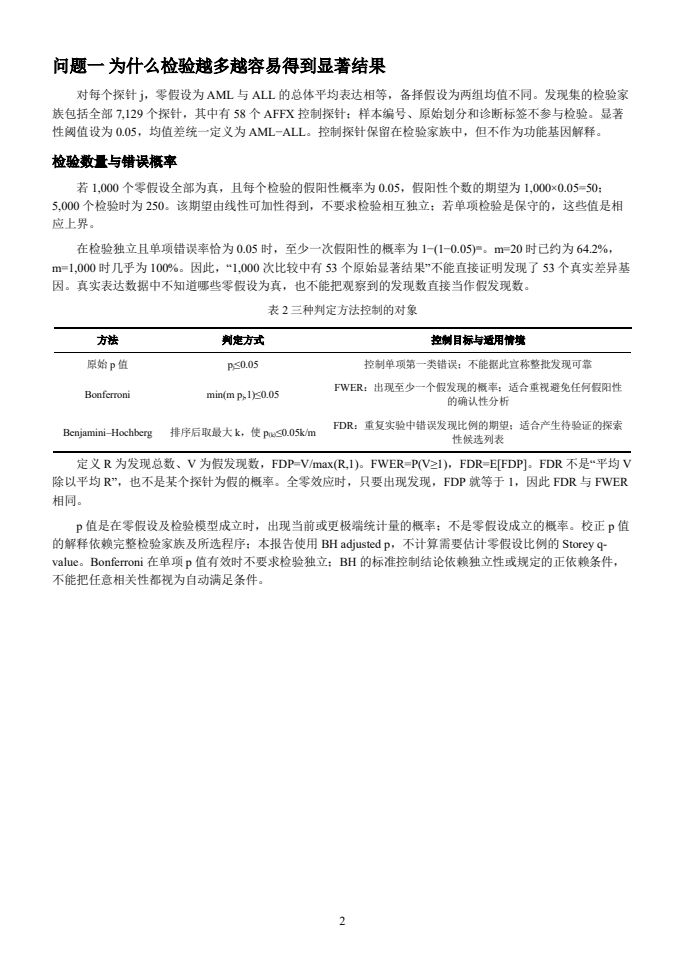 问题一 为什么检验越多越容易得到显著结果
对每个探针 j，零假设为 AML 与 ALL 的总体平均表达相等，备择假设为两组均值不同。发现集的检验家
族包括全部 7,129 个探针，其中有 58 个 AFFX 控制探针；样本编号、原始划分和诊断标签不参与检验。显著
性阈值设为 0.05，均值差统一定义为 AML−ALL。控制探针保留在检验家族中，但不作为功能基因解释。
检验数量与错误概率
若 1,000 个零假设全部为真，且每个检验的假阳性概率为 0.05，假阳性个数的期望为 1,000×0.05=50；
5,000 个检验时为 250。该期望由线性可加性得到，不要求检验相互独立；若单项检验是保守的，这些值是相
应上界。
在检验独立且单项错误率恰为 0.05 时，至少一次假阳性的概率为 1−(1−0.05)ᵐ。m=20 时已约为 64.2%，
m=1,000 时几乎为 100%。因此，“1,000 次比较中有 53 个原始显著结果”不能直接证明发现了 53 个真实差异基
因。真实表达数据中不知道哪些零假设为真，也不能把观察到的发现数直接当作假发现数。
表 2 三种判定方法控制的对象
方法 判定方式 控制目标与适用情境
原始 p 值 pⱼ≤0.05 控制单项第一类错误；不能据此宣称整批发现可靠
Bonferroni min(m pⱼ,1)≤0.05 FWER：出现至少一个假发现的概率；适合重视避免任何假阳性
的确认性分析
Benjamini–Hochberg 排序后取最大 k，使 p₍ₖ₎≤0.05k/m FDR：重复实验中错误发现比例的期望；适合产生待验证的探索
性候选列表
定义 R 为发现总数、V 为假发现数，FDP=V/max(R,1)。FWER=P(V≥1)，FDR=E[FDP]。FDR 不是“平均 V
除以平均 R”，也不是某个探针为假的概率。全零效应时，只要出现发现，FDP 就等于 1，因此 FDR 与 FWER
相同。
p 值是在零假设及检验模型成立时，出现当前或更极端统计量的概率；不是零假设成立的概率。校正 p 值
的解释依赖完整检验家族及所选程序；本报告使用 BH adjusted p，不计算需要估计零假设比例的 Storey q-
value。Bonferroni 在单项 p 值有效时不要求检验独立；BH 的标准控制结论依赖独立性或规定的正依赖条件，
不能把任意相关性都视为自动满足条件。
2